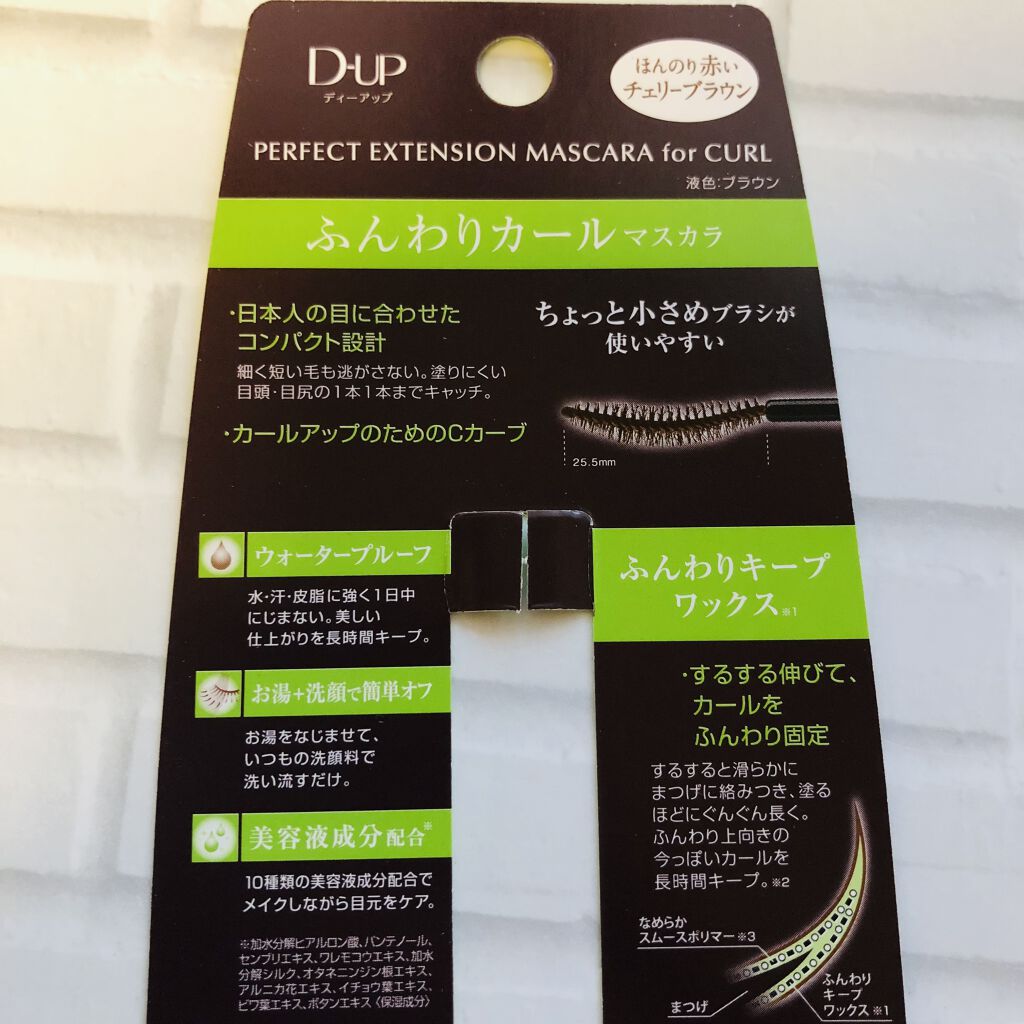 D-UP
ディーアップ
ほんのり赤い
チェリーブラウン
PERFECT EXTENSION MASCARA for CURL
液色:ブラウン
ふんわりカールマスカラ
・日本人の目に合わせた
コンパクト設計
細く短い毛も逃がさない。塗りにくい
目頭・目尻の1本1本までキャッチ。
・カールアップのためのCカーブ
ちょっと小さめブラシが
使いやすい
25.5mm
ウォータープルーフ
水・汗・皮脂に強く1日中
にじまない。美しい
仕上がりを長時間キープ。
お湯+洗顔で簡単オフ
お湯をなじませて、
いつもの洗顔料で
洗い流すだけ。
美容液成分配合※
10種類の美容液成分配合で
メイクしながら目元をケア。
※加水分解ヒアルロン酸、パンテノール、
センブリエキス、ワレモコウエキス、加水
分解シルク、オタネニンジン根エキス、
アルニカ花エキス、イチョウ葉エキス、
ビワ葉エキス、ボタンエキス〈保湿成分〉
ふんわりキープ
ワックス※1
・するする伸びて、
カールを
ふんわり固定
するすると滑らかに
まつげに絡みつき、塗る
ほどにぐんぐん長く。
ふんわり上向きの
今っぽいカールを
長時間キープ。※2
なめらか
スムースポリマー※3
まつげ
ふんわり
キープ
ワックス※1